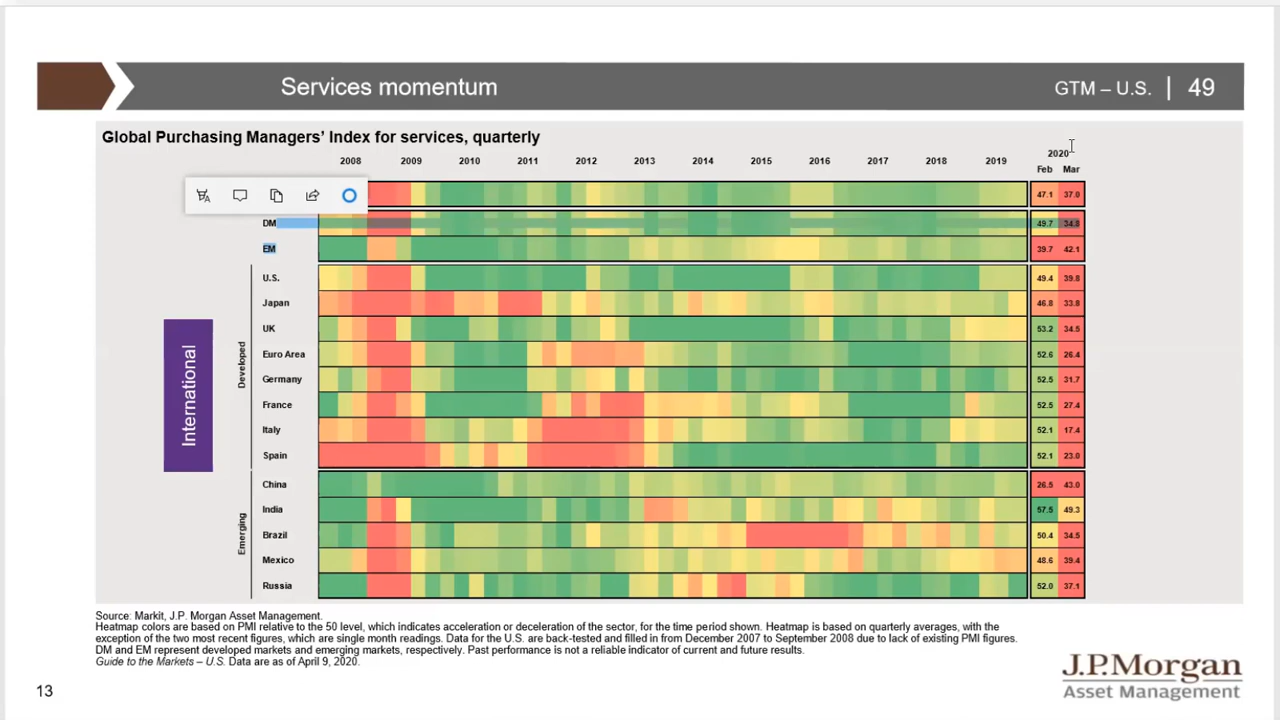 Services momentum
GTM – U.S. | 49
Global Purchasing Managers' Index for services, quarterly
2008 2009 2010 2011 2012 2013 2014 2015 2016 2017 2018 2019 2020
Feb Mar
47.1 37.0
DM 49.7 34.8
EM 39.7 42.1
International
Developed
U.S. 49.4 39.8
Japan 46.8 33.8
UK 53.2 34.5
Euro Area 52.6 26.4
Germany 52.5 31.7
France 52.5 27.4
Italy 52.1 17.4
Spain 52.1 23.0
Emerging
China 26.5 43.0
India 57.5 49.3
Brazil 50.4 34.5
Mexico 48.6 39.4
Russia 52.0 37.1
Source: Markit, J.P. Morgan Asset Management.
Heatmap colors are based on PMI relative to the 50 level, which indicates acceleration or deceleration of the sector, for the time period shown. Heatmap is based on quarterly averages, with the
exception of the two most recent figures, which are single month readings. Data for the U.S. are back-tested and filled in from December 2007 to September 2008 due to lack of existing PMI figures.
DM and EM represent developed markets and emerging markets, respectively. Past performance is not a reliable indicator of current and future results.
Guide to the Markets – U.S. Data are as of April 9, 2020.
J.P.Morgan
Asset Management
13